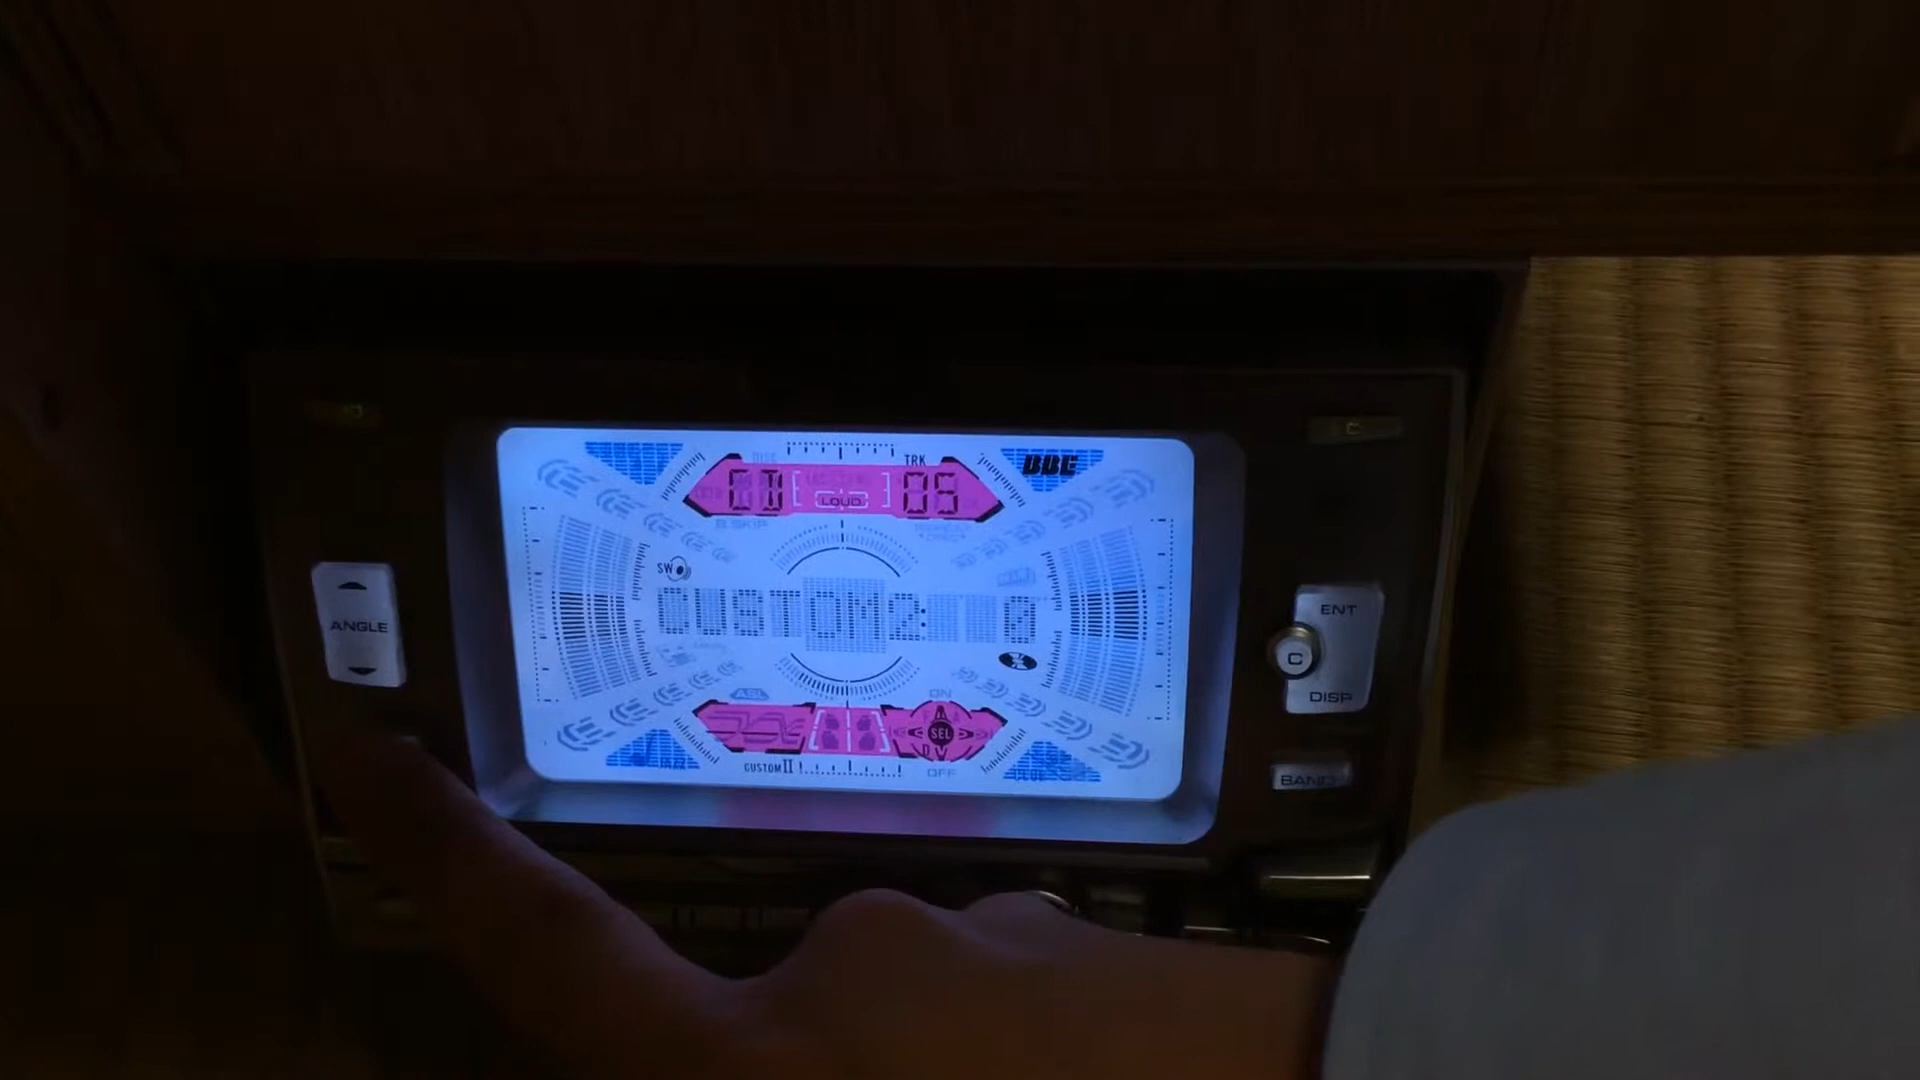 DISC
TRK
BBE
CD
LOUD
05
B.SKIP
SW
CUSTOM2: 0
ANGLE
ENT
C
DISP
ASL
ON
SEL
JAZZ
CUSTOM II
OFF
BAND